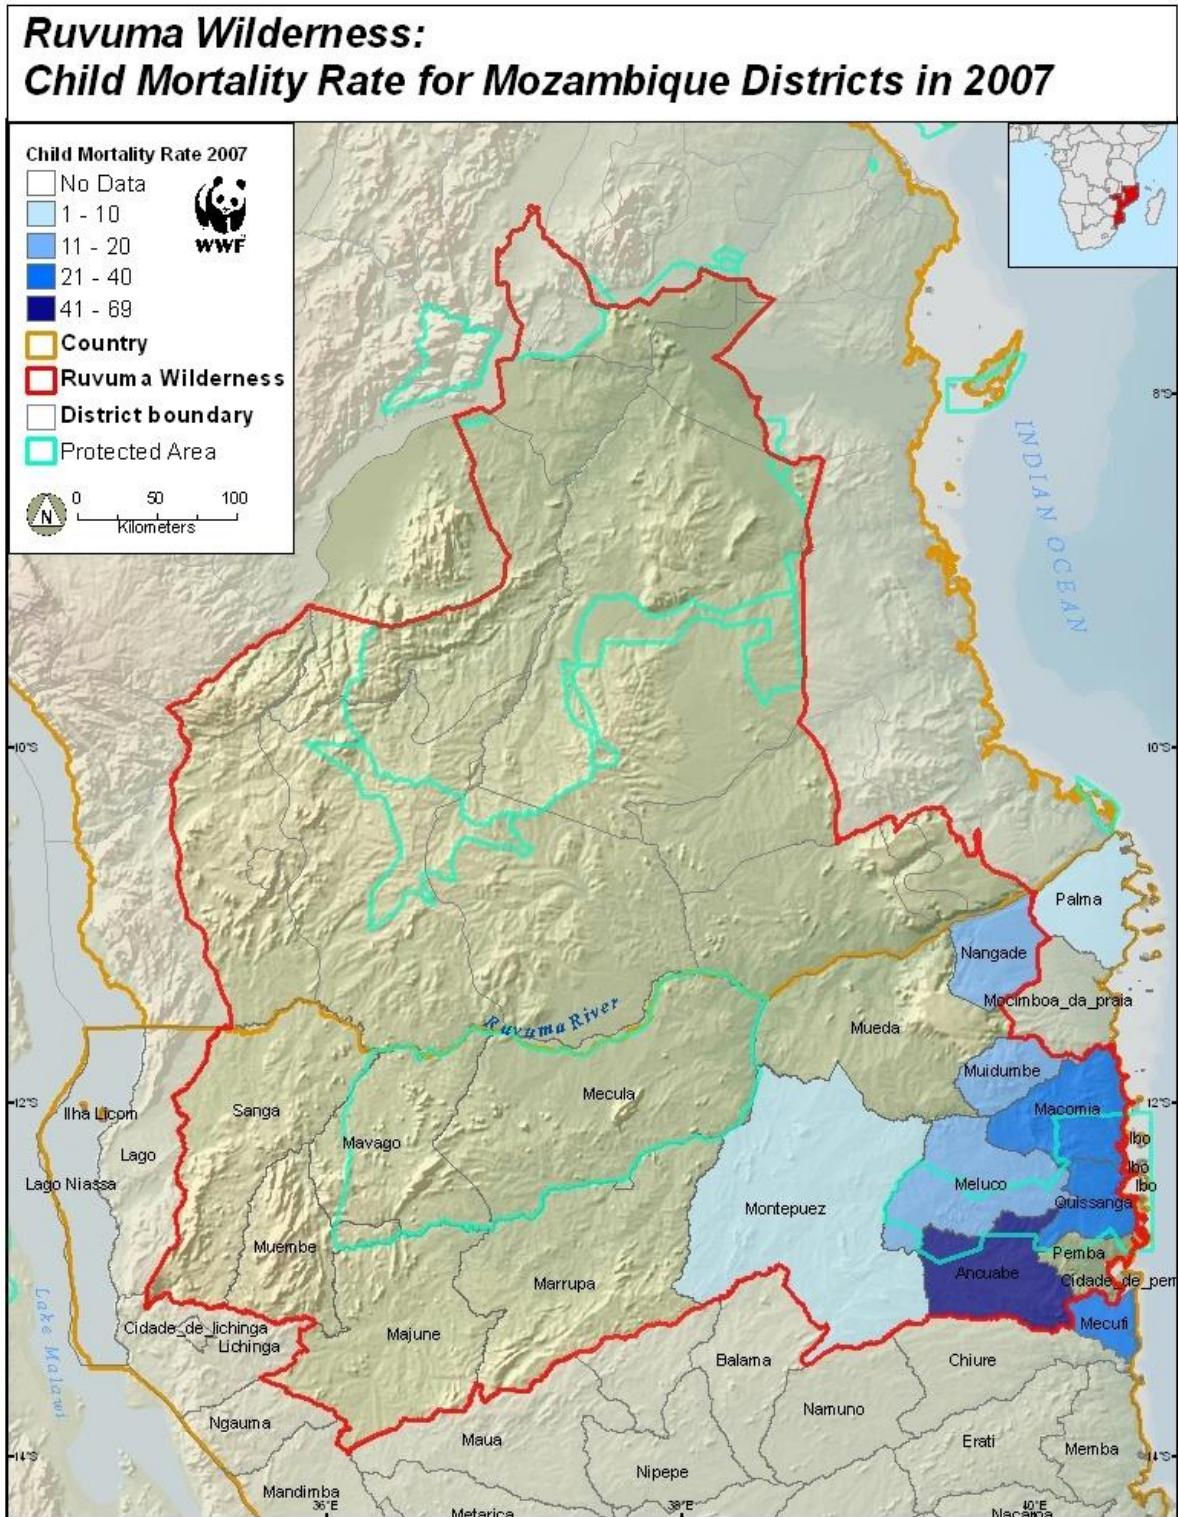 Ruvuma Wilderness:
Child Mortality Rate for Mozambique Districts in 2007
Child Mortality Rate 2007
No Data
1 - 10
11 - 20
21 - 40
41 - 69
WWF
Country
Ruvuma Wilderness
District boundary
Protected Area
N
0 50 100
Kilometers
8°S
INDIAN OCEAN
10°S
10°S
Palma
Nangade
Mocimboa_da_praia
Ruvuma River
Mueda
Muidumbe
Mecula
12°S
12°S
Ilha Licom
Sanga
Macomia
Mavago
Ibo
Lago
Ibo
Lago Niassa
Meluco
Ibo
Montepuez
Quissanga
Muembe
Pemba
Marrupa
Ancuabe
Cidade_de_pem
Lake Malawi
Cidade_de_lichinga
Majune
Mecufi
Lichinga
Balama
Chiure
Ngauma
Namuno
Maua
Erati
Memba
14°S
14°S
Nipepe
Mandimba
36°E
38°E
40°E
Metarica
Nacaroa